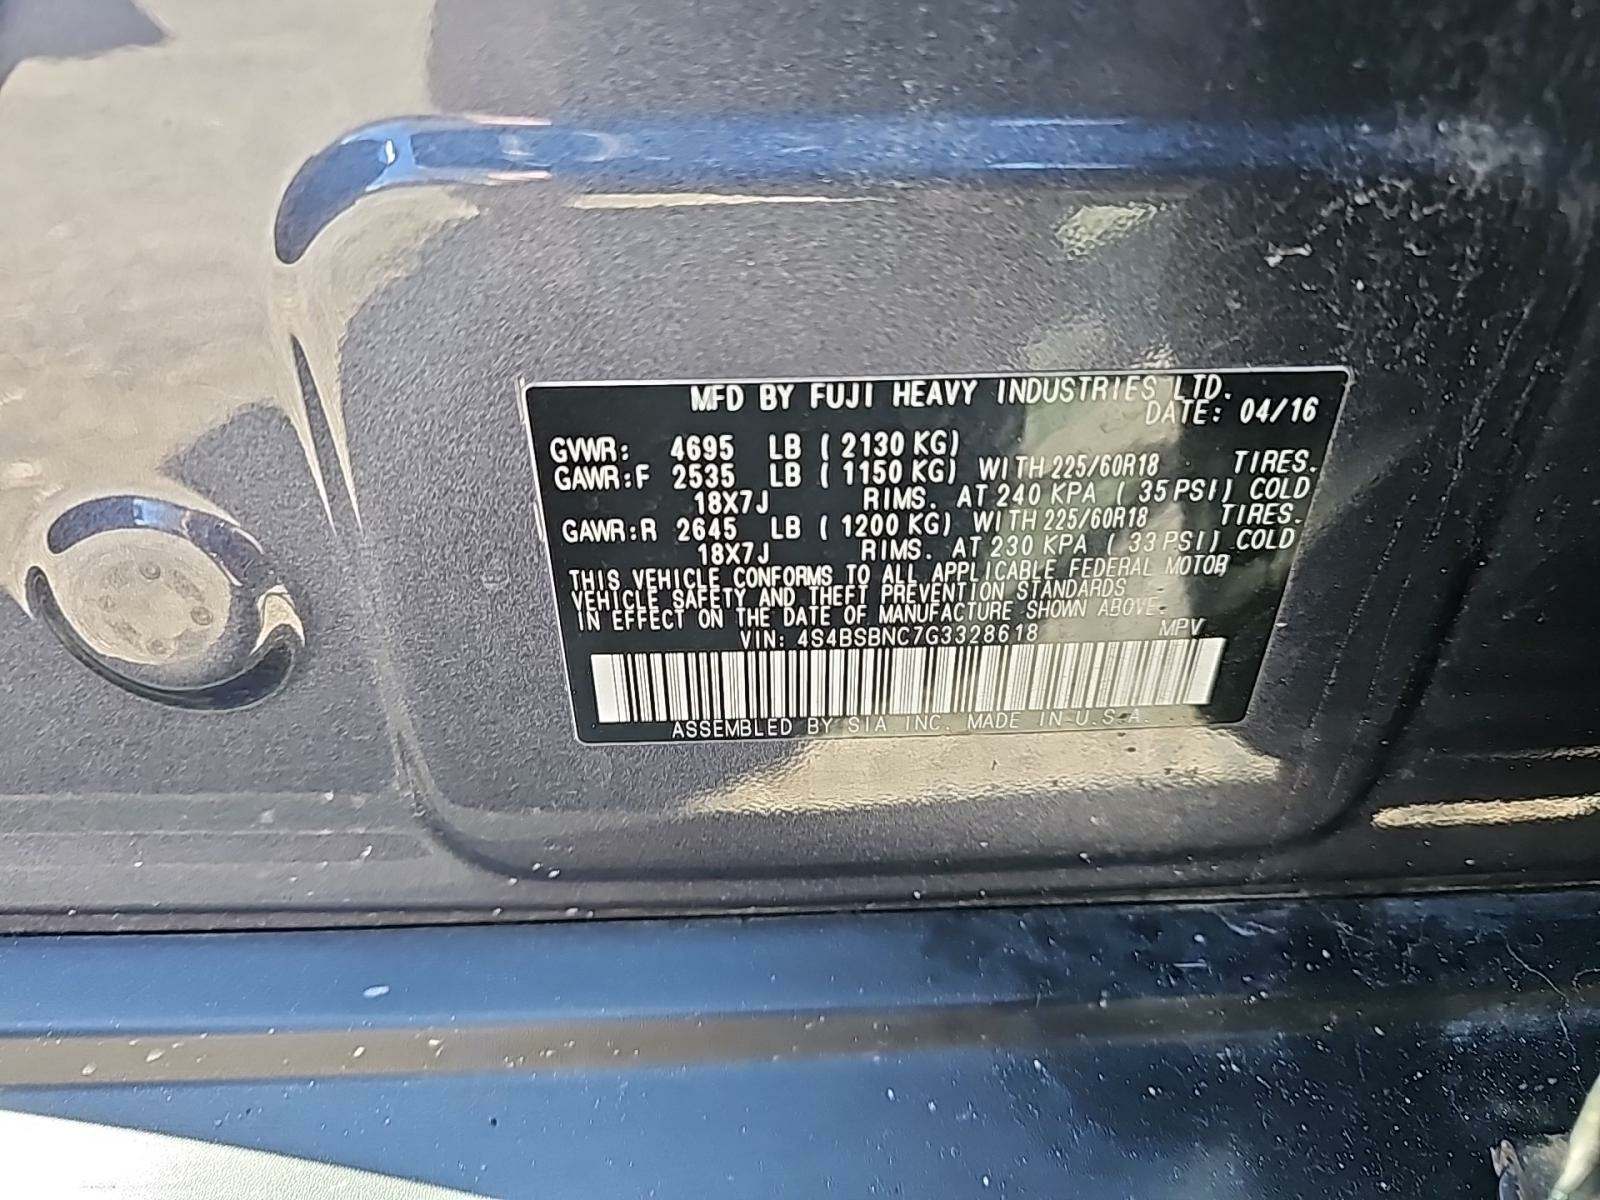 MFD BY FUJI HEAVY INDUSTRIES LTD.
DATE: 04/16
GVWR: 4695 LB ( 2130 KG)
GAWR:F 2535 LB ( 1150 KG) WITH 225/60R18 TIRES.
18X7J RIMS. AT 240 KPA ( 35 PSI) COLD
GAWR:R 2645 LB ( 1200 KG) WITH 225/60R18 TIRES.
18X7J RIMS. AT 230 KPA ( 33 PSI) COLD
THIS VEHICLE CONFORMS TO ALL APPLICABLE FEDERAL MOTOR
VEHICLE SAFETY AND THEFT PREVENTION STANDARDS
IN EFFECT ON THE DATE OF MANUFACTURE SHOWN ABOVE.
VIN: 4S4BSBNC7G3328618 MPV
ASSEMBLED BY SIA INC. MADE IN U.S.A.